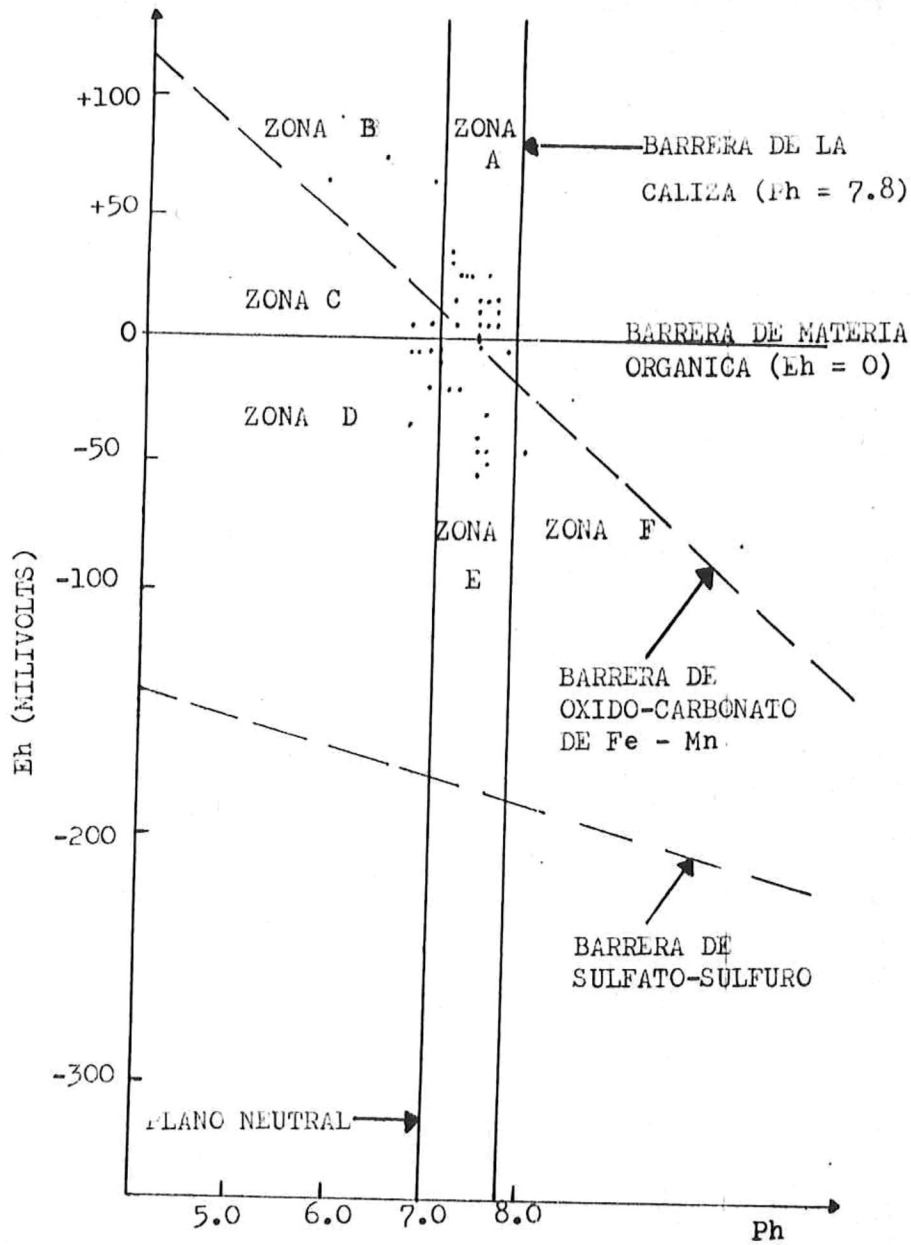 +100
ZONA B
ZONA
A
BARRERA DE LA
CALIZA (Ph = 7.8)
+50
ZONA C
0
BARRERA DE MATERIA
ORGANICA (Eh = 0)
ZONA D
-50
ZONA
E
ZONA F
-100
Eh (MILIVOLTS)
BARRERA DE
OXIDO-CARBONATO
DE Fe - Mn
-200
BARRERA DE
SULFATO-SULFURO
-300
PLANO NEUTRAL
5.0 6.0 7.0 8.0
Ph